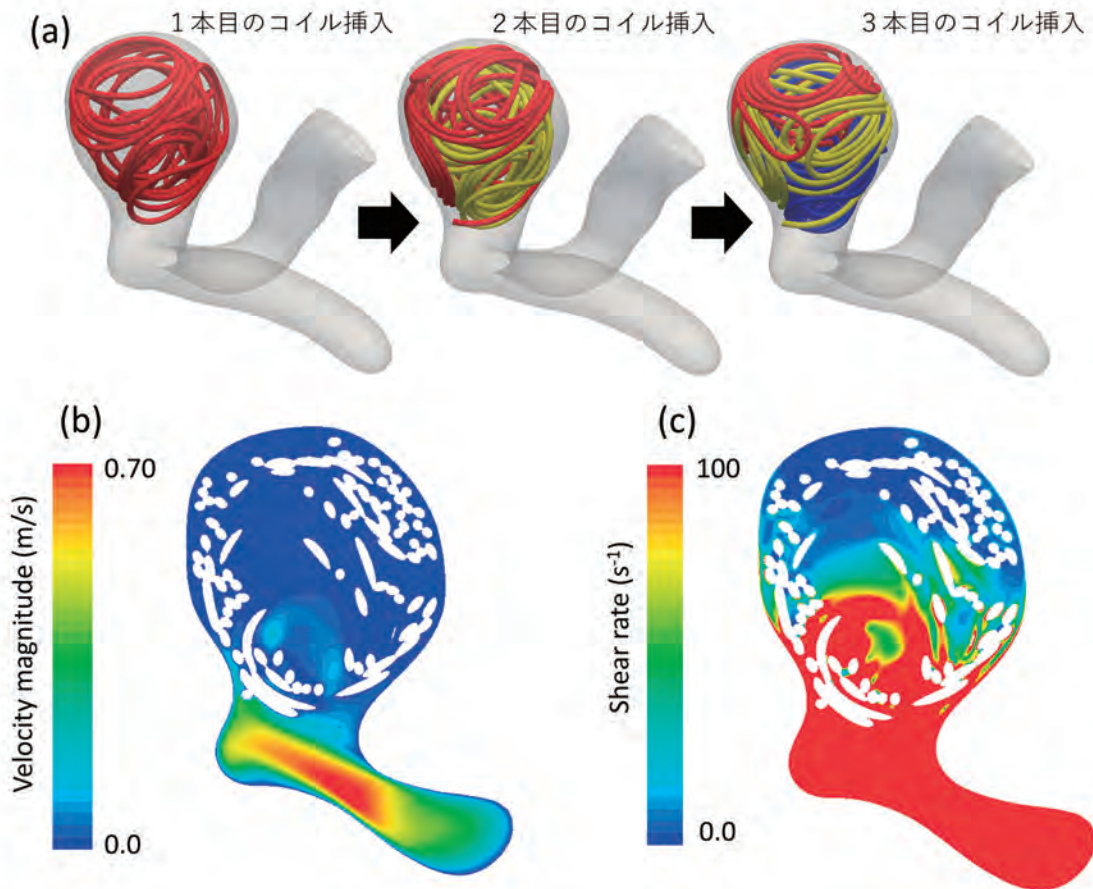 (a)
1本目のコイル挿入
2本目のコイル挿入
3本目のコイル挿入
(b)
0.70
Velocity magnitude (m/s)
0.0
(c)
100
Shear rate (s⁻¹)
0.0